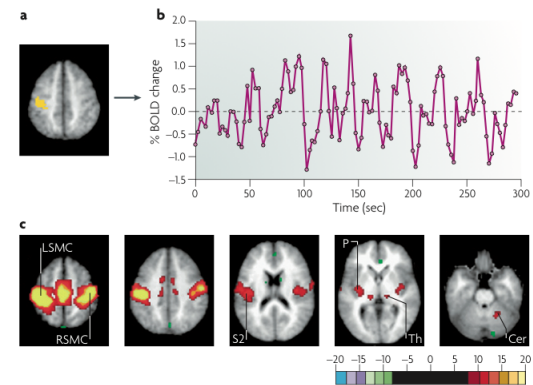 a
b
% BOLD change
2.0
1.5
1.0
0.5
0.0
–0.5
–1.0
–1.5
0
50
100
150
200
250
300
Time (sec)
c
LSMC
RSMC
S2
P
Th
Cer
–20 –15 –10 –5 0 5 10 15 20